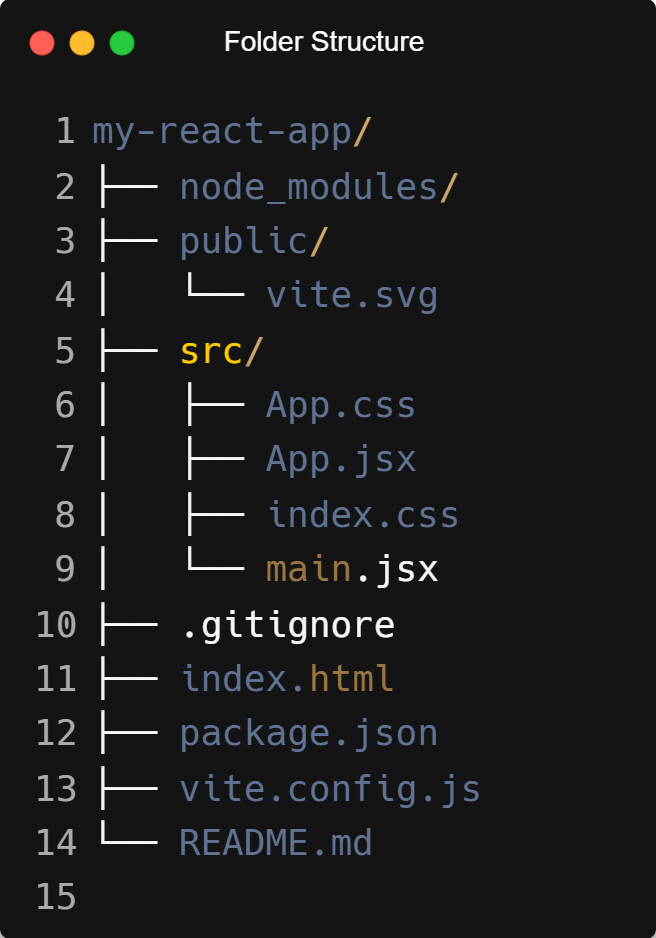 Folder Structure
1 my-react-app/
2 ├── node_modules/
3 ├── public/
4 │   └── vite.svg
5 ├── src/
6 │   ├── App.css
7 │   ├── App.jsx
8 │   ├── index.css
9 │   └── main.jsx
10 ├── .gitignore
11 ├── index.html
12 ├── package.json
13 ├── vite.config.js
14 └── README.md
15